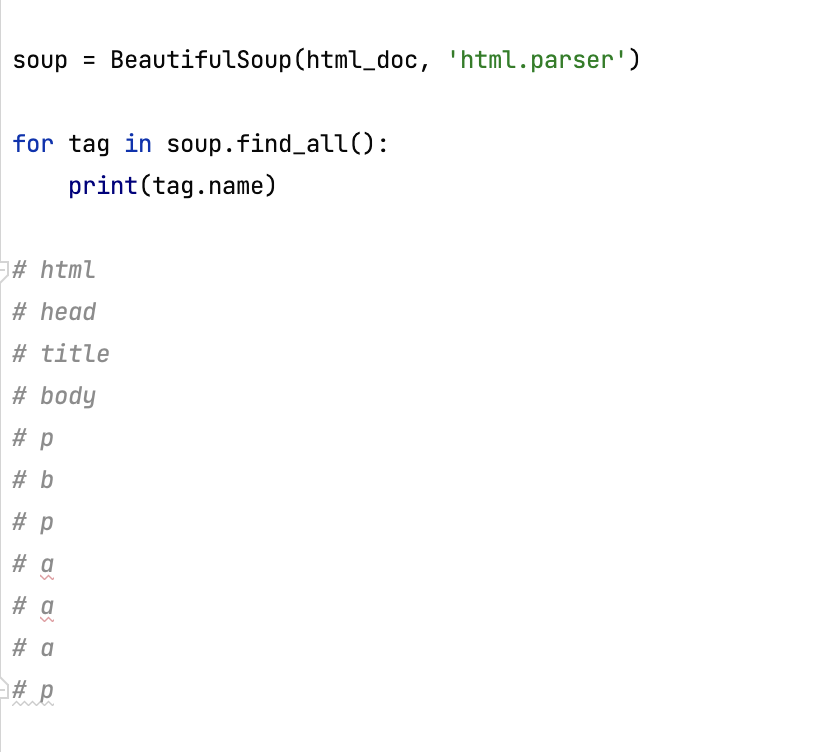 soup = BeautifulSoup(html_doc, 'html.parser')
for tag in soup.find_all():
    print(tag.name)
# html
# head
# title
# body
# p
# b
# p
# a
# a
# a
# p